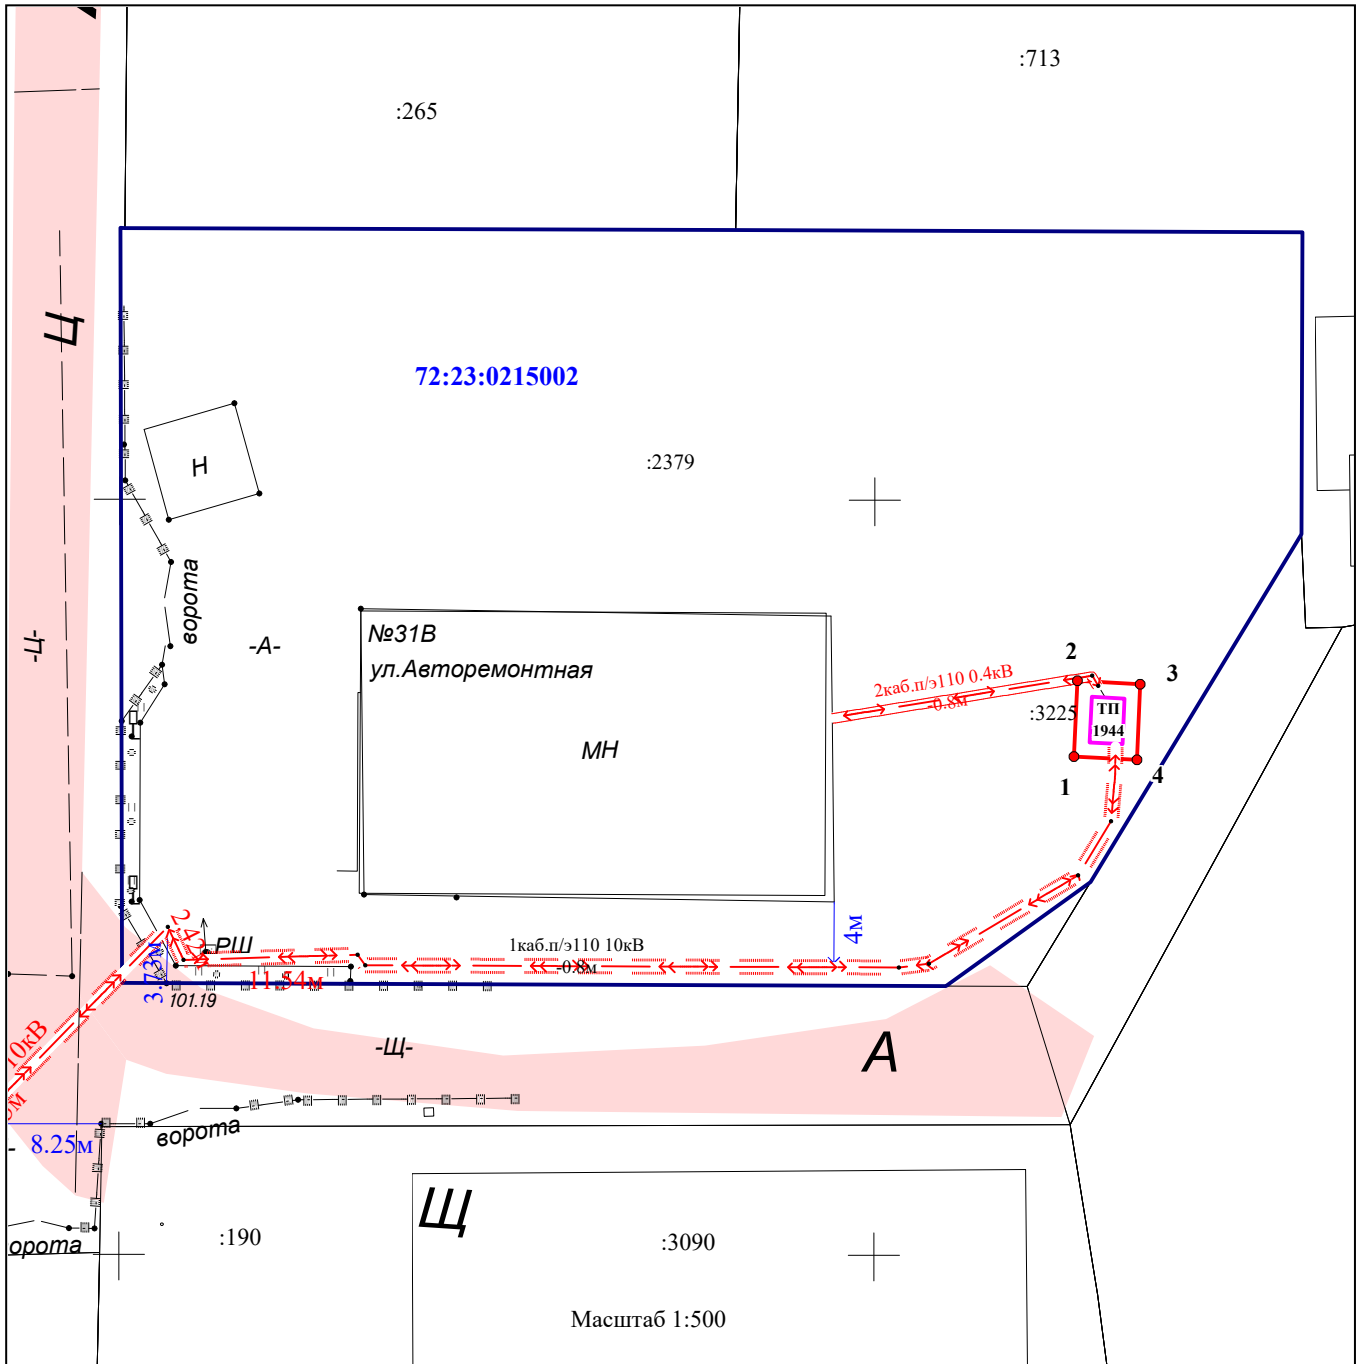 :713
:265
Ц
72:23:0215002
:2379
Н
ворота
№31В
-А-
-Ц-
ул.Авторемонтная
2
3
2каб.п/э110 0.4кВ
-0.8м
:3225
ТП
1944
МН
1
4
2.42
4м
РШ
1каб.п/э110 10кВ
-0.8м
3.73м
11.54м
101.19
10кВ
-Щ-
А
ворота
8.25м
Щ
:190
:3090
орота
Масштаб 1:500